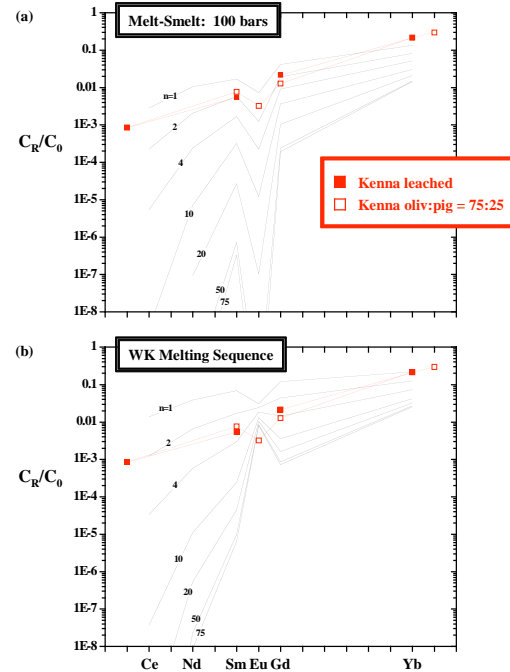 (a)
Melt-Smelt: 100 bars
1
0.1
0.01
1E-3
1E-4
1E-5
1E-6
1E-7
1E-8
C_R/C_0
n=1
2
4
10
20
50
75
Kenna leached
Kenna oliv:pig = 75:25
(b)
WK Melting Sequence
1
0.1
0.01
1E-3
1E-4
1E-5
1E-6
1E-7
1E-8
C_R/C_0
n=1
2
4
10
20
50
75
Ce Nd Sm Eu Gd Yb